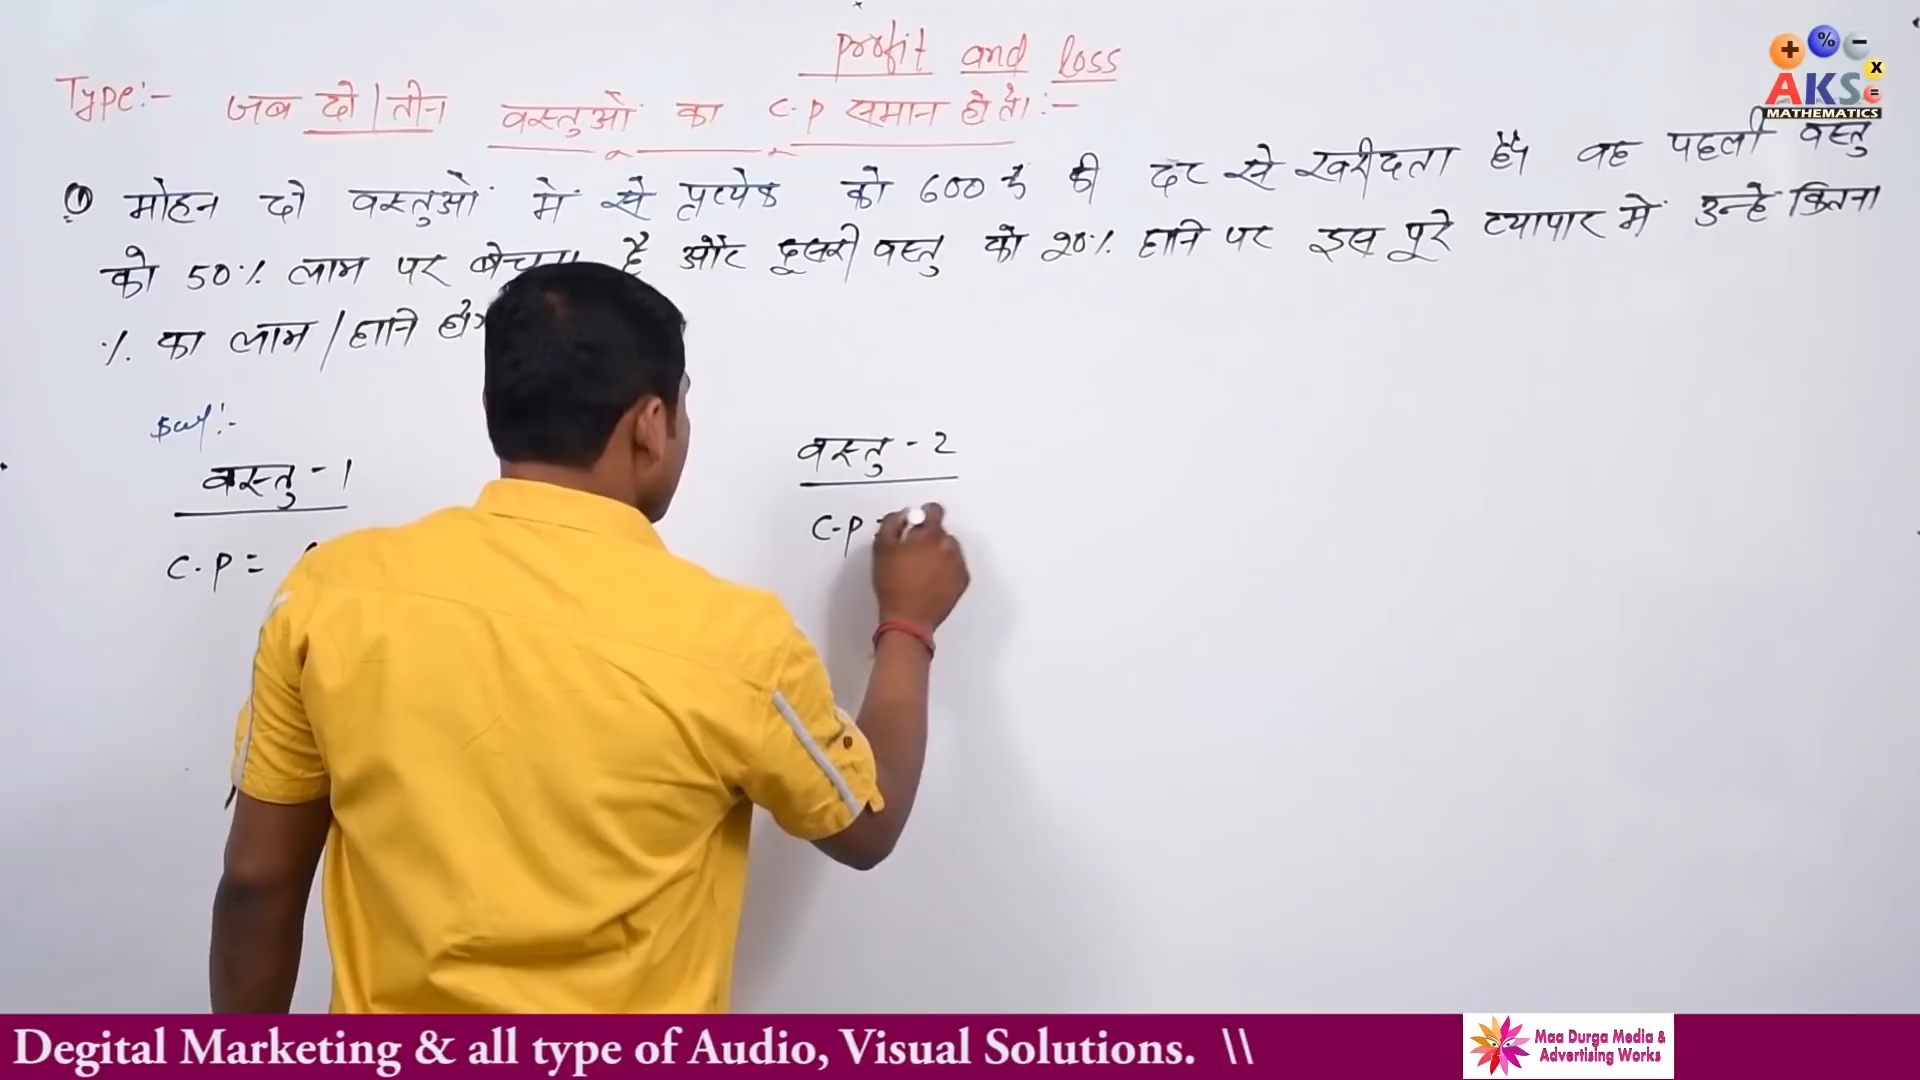 profit and loss
Type:- जब दो/तीन वस्तुओं का C.P समान हो तो:-
Q मोहन दो वस्तुओं में से प्रत्येक को 600 रु की दर से खरीदता है। वह पहली वस्तु
को 50% लाभ पर बेचता है और दूसरी वस्तु को 20% हानि पर इस पूरे व्यापार में उन्हे कितना
% का लाभ/हानि
वस्तु-1
वस्तु-2
C.P =
C.P =
AKS
MATHEMATICS
Degital Marketing & all type of Audio, Visual Solutions. \\
Maa Durga Media &
Advertising Works